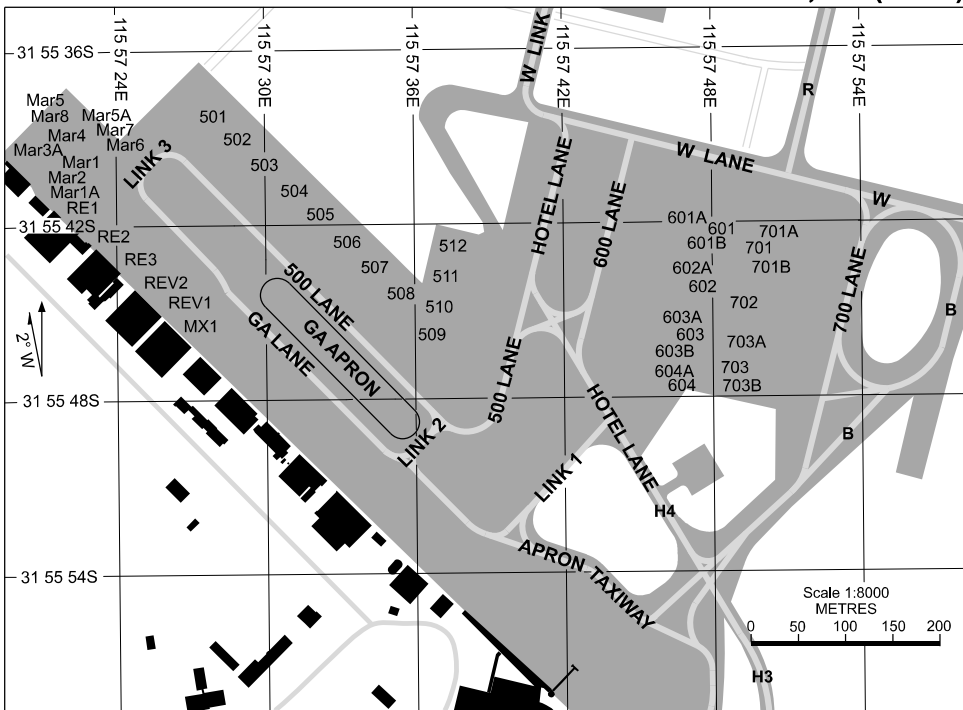 115 57 24E
115 57 30E
115 57 36E
115 57 42E
115 57 48E
115 57 54E
31 55 36S
31 55 42S
31 55 48S
31 55 54S
W LINK
R
Mar5
Mar8
Mar5A
Mar7
Mar4
Mar6
Mar3A
Mar1
Mar2
Mar1A
RE1
RE2
RE3
REV2
REV1
MX1
LINK 3
501
502
503
504
505
506
507
508
509
510
511
512
500 LANE
GA APRON
GA LANE
LINK 2
500 LANE
HOTEL LANE
600 LANE
W LANE
W
601A
601
601B
602A
602
603A
603
603B
604A
604
701A
701
701B
702
703A
703
703B
700 LANE
B
B
2° W
LINK 1
HOTEL LANE
H4
APRON TAXIWAY
H3
Scale 1:8000
METRES
0 50 100 150 200